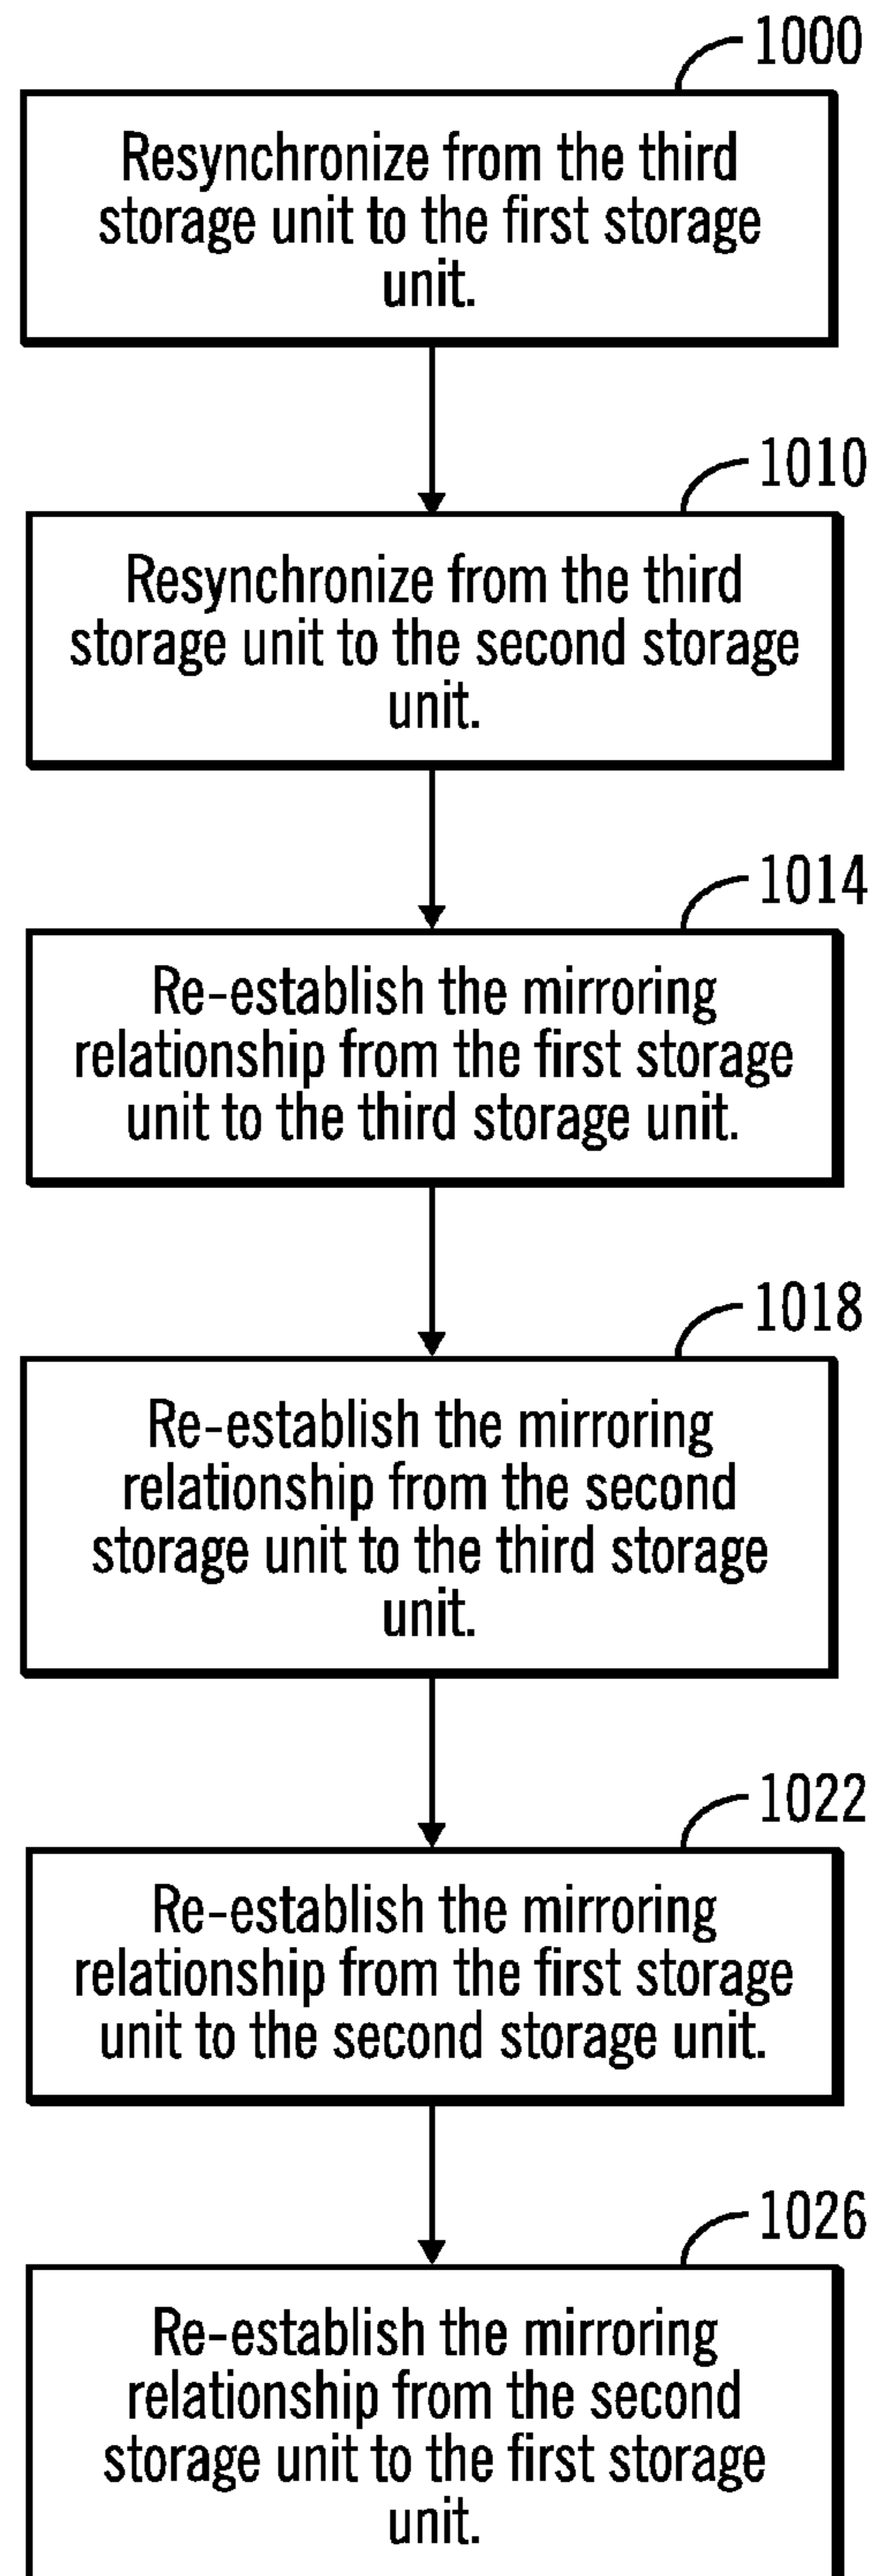 1000
Resynchronize from the third
storage unit to the first storage
unit.
1010
Resynchronize from the third
storage unit to the second storage
unit.
1014
Re-establish the mirroring
relationship from the first storage
unit to the third storage unit.
1018
Re-establish the mirroring
relationship from the second
storage unit to the third storage
unit.
1022
Re-establish the mirroring
relationship from the first storage
unit to the second storage unit.
1026
Re-establish the mirroring
relationship from the second
storage unit to the first storage
unit.